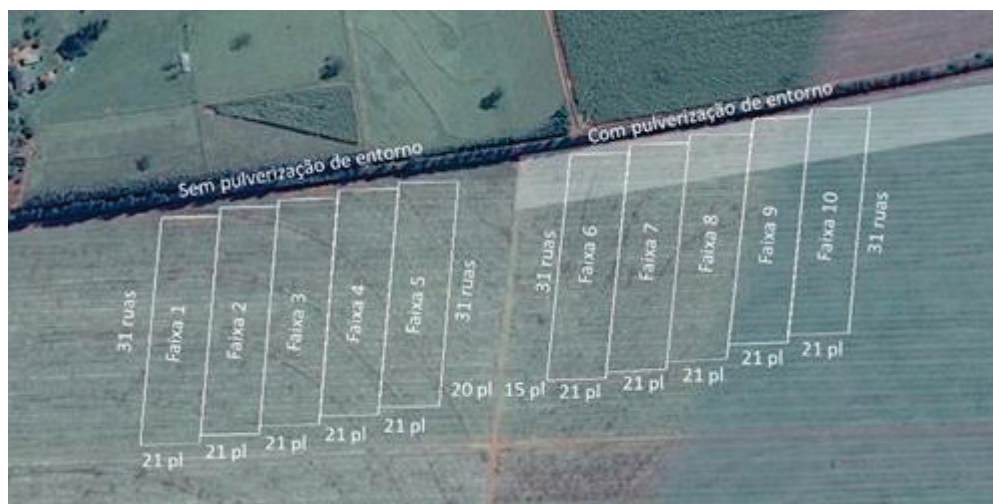 Sem pulverização de entorno
Com pulverização de entorno
31 ruas
Faixa 1
Faixa 2
Faixa 3
Faixa 4
Faixa 5
31 ruas
31 ruas
Faixa 6
Faixa 7
Faixa 8
Faixa 9
Faixa 10
31 ruas
21 pl
21 pl
21 pl
21 pl
21 pl
20 pl
15 pl
21 pl
21 pl
21 pl
21 pl
21 pl